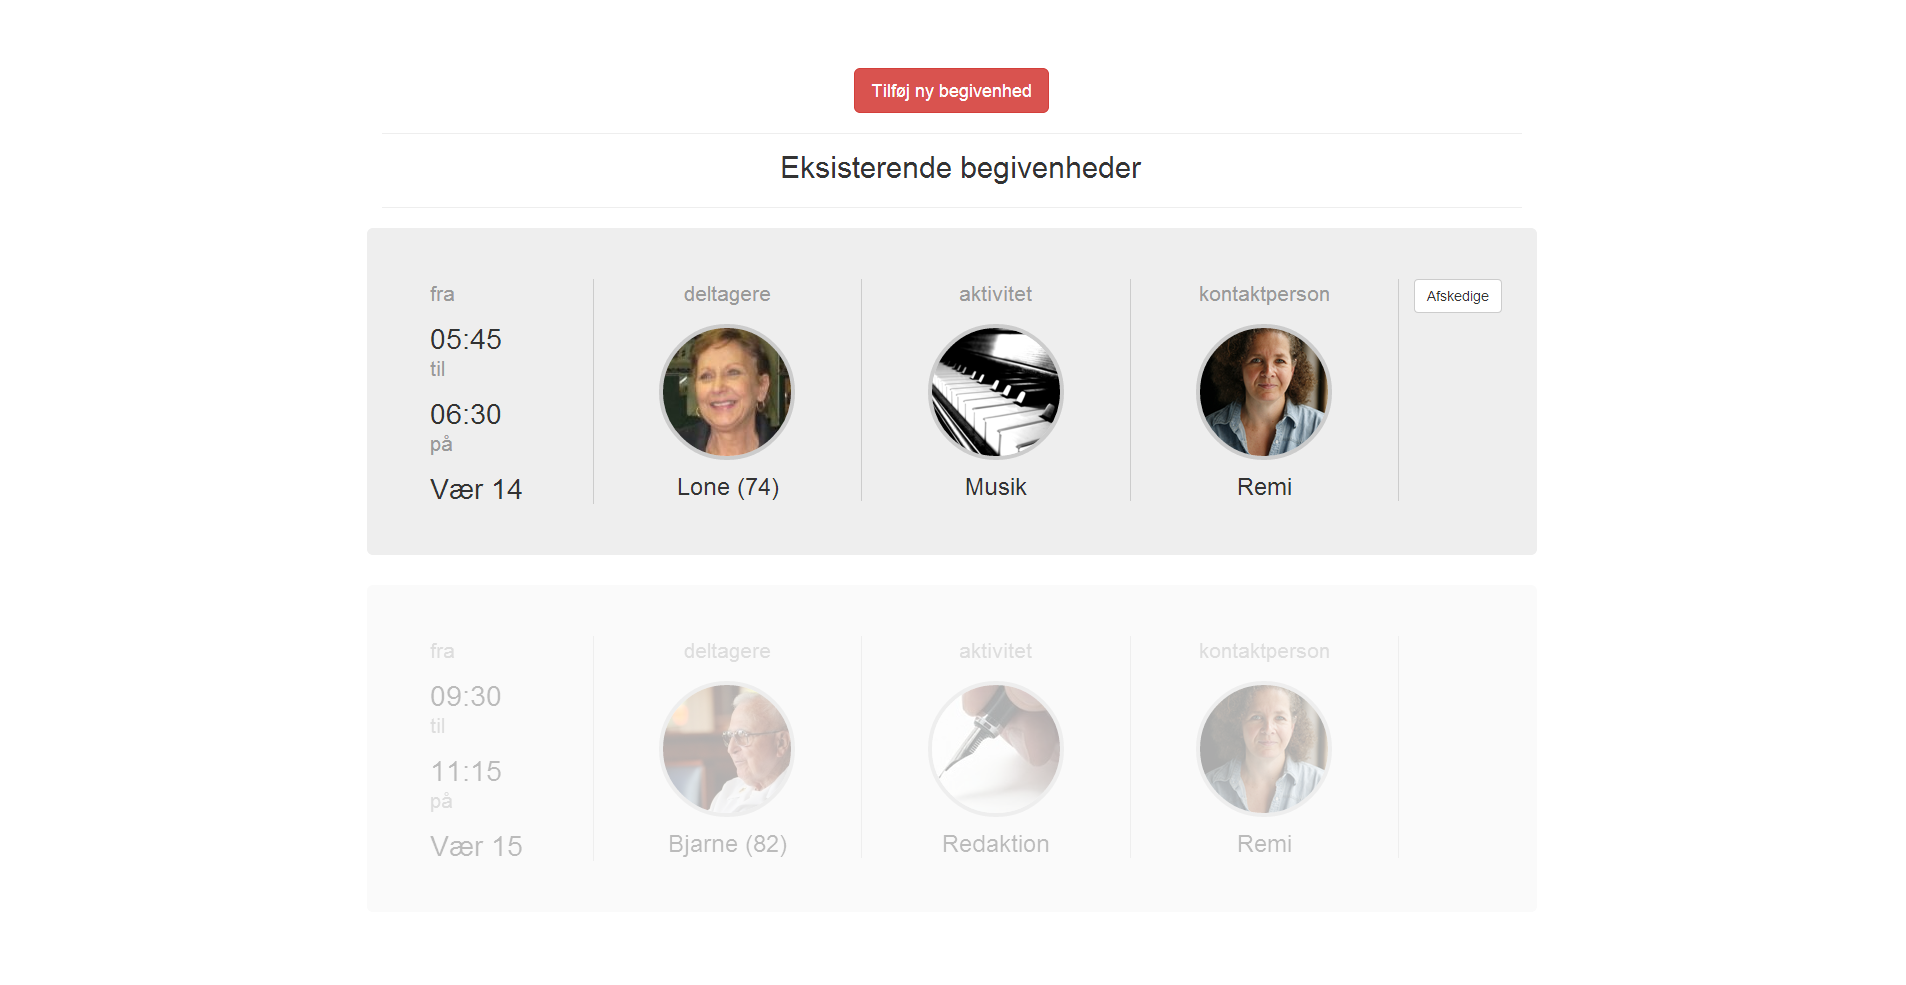 Tilføj ny begivenhed
Eksisterende begivenheder
fra
05:45
til
06:30
på
Vær 14
deltagere
Lone (74)
aktivitet
Musik
kontaktperson
Remi
Afskedige
fra
09:30
til
11:15
på
Vær 15
deltagere
Bjarne (82)
aktivitet
Redaktion
kontaktperson
Remi